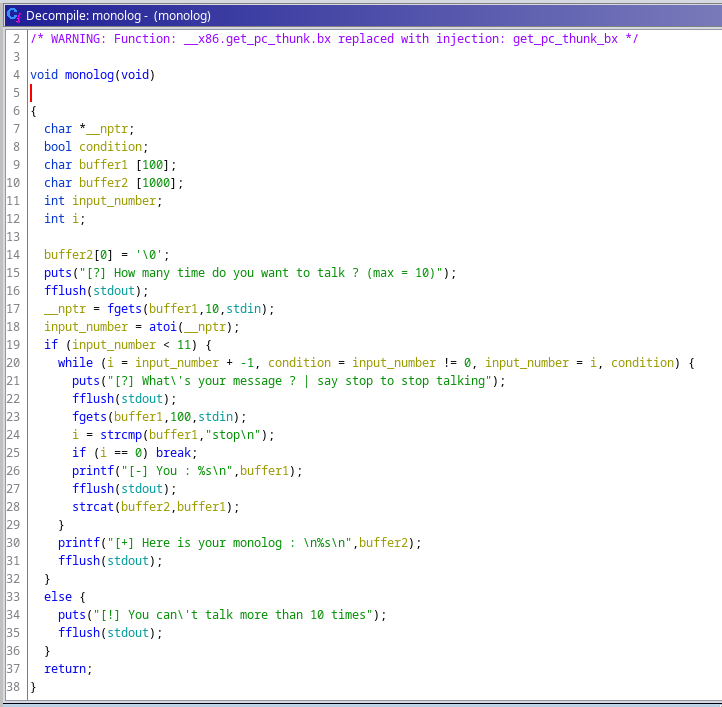 Decompile: monolog - (monolog)
2 /* WARNING: Function: __x86.get_pc_thunk.bx replaced with injection: get_pc_thunk_bx */
3
4 void monolog(void)
5
6 {
7   char *__nptr;
8   bool condition;
9   char buffer1 [100];
10   char buffer2 [1000];
11   int input_number;
12   int i;
13
14   buffer2[0] = '\0';
15   puts("[?] How many time do you want to talk ? (max = 10)");
16   fflush(stdout);
17   __nptr = fgets(buffer1,10,stdin);
18   input_number = atoi(__nptr);
19   if (input_number < 11) {
20     while (i = input_number + -1, condition = input_number != 0, input_number = i, condition) {
21       puts("[?] What\'s your message ? | say stop to stop talking");
22       fflush(stdout);
23       fgets(buffer1,100,stdin);
24       i = strcmp(buffer1,"stop\n");
25       if (i == 0) break;
26       printf("[-] You : %s\n",buffer1);
27       fflush(stdout);
28       strcat(buffer2,buffer1);
29     }
30     printf("[+] Here is your monolog : \n%s\n",buffer2);
31     fflush(stdout);
32   }
33   else {
34     puts("[!] You can\'t talk more than 10 times");
35     fflush(stdout);
36   }
37   return;
38 }